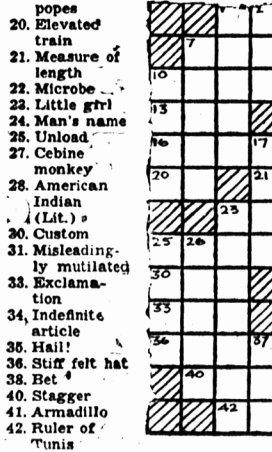 popes
20. Elevated
train
21. Measure of
length
22. Microbe
23. Little girl
24. Man's name
25. Unload
27. Cebine
monkey
28. American
Indian
(Lit.)
30. Custom
31. Misleading-
ly mutilated
33. Exclama-
tion
34. Indefinite
article
35. Hail!
36. Stiff felt hat
38. Bet
40. Stagger
41. Armadillo
42. Ruler of
Tunis
7
10
13
16 17
20 21
23
25 26
30
33
36 37
40
42